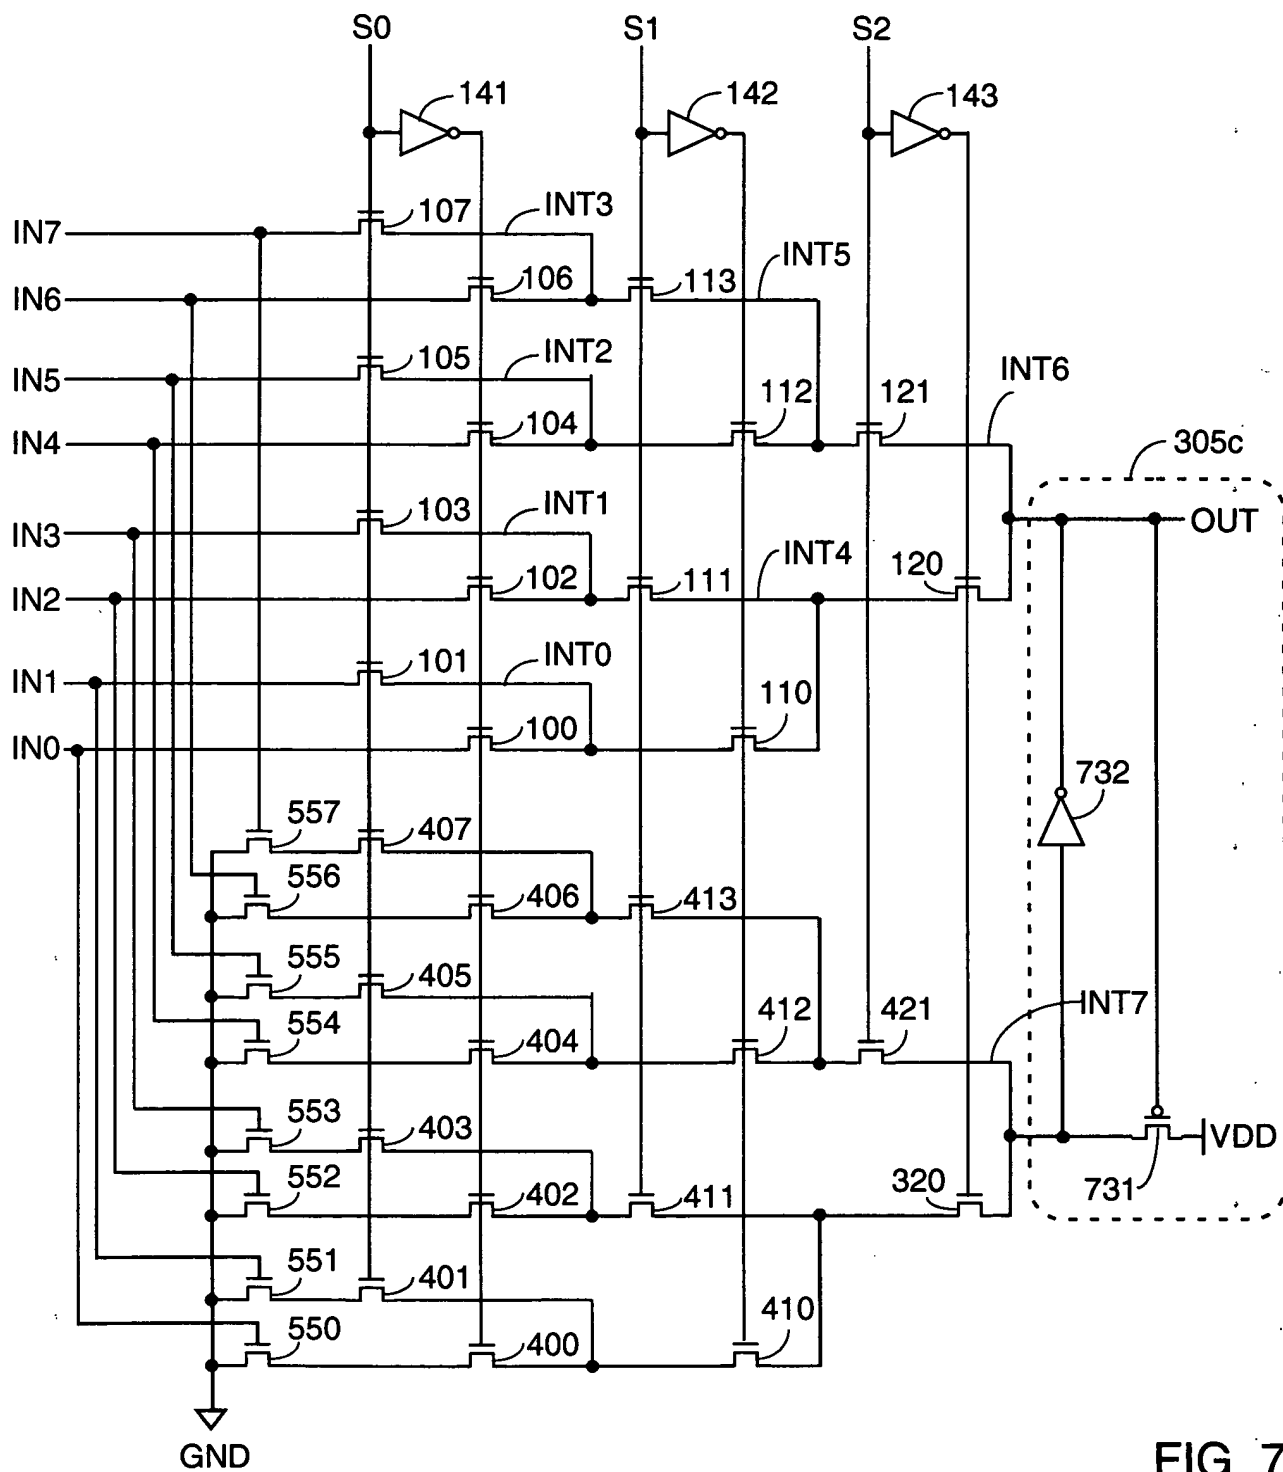 S0 S1 S2
141 142 143
107 INT3
IN7
106 113 INT5
IN6
105 INT2
IN5
104 112 121 INT6
IN4
305c
103 INT1
IN3
OUT
102 111 INT4 120
IN2
101 INT0
IN1
100 110
IN0
732
557 407
556 406 413
555 405
554 404 412 421 INT7
553 403
VDD
552 402 411 320 731
551 401
550 400 410
GND
FIG. 7